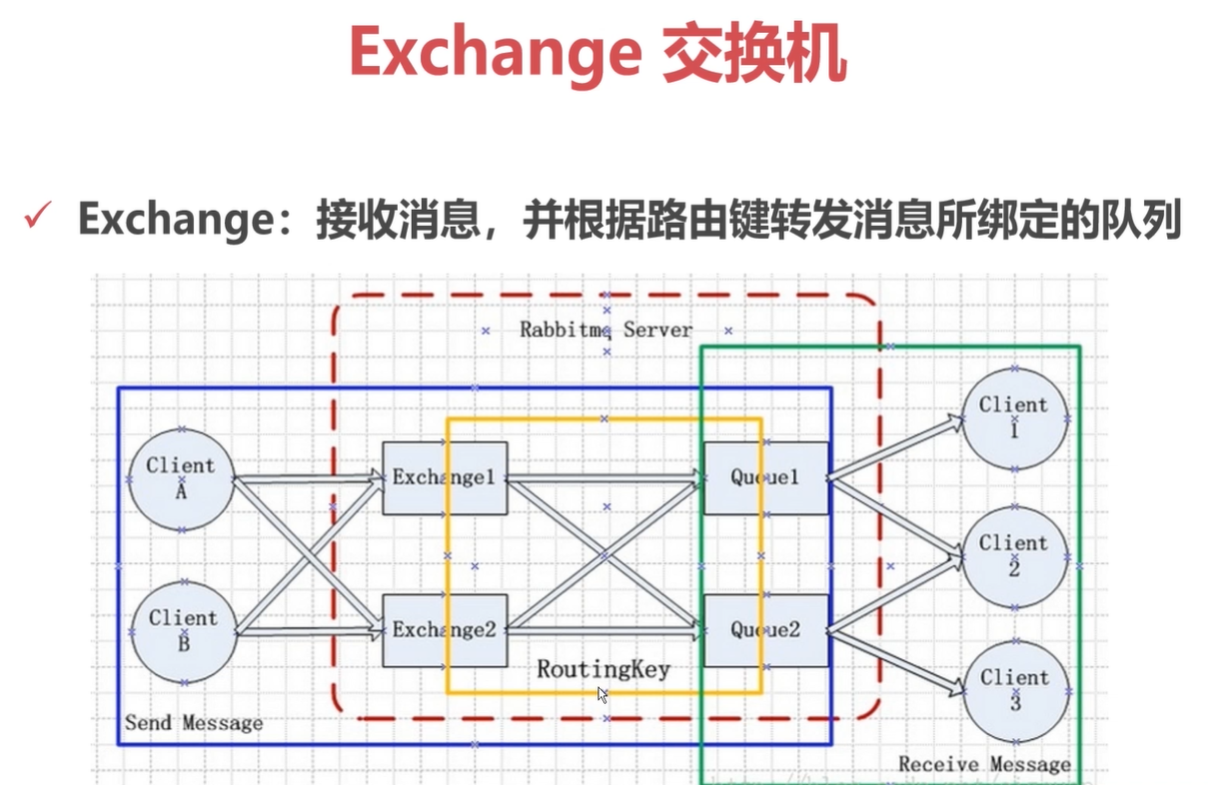 Exchange 交换机
✓ Exchange：接收消息，并根据路由键转发消息所绑定的队列
Rabbitmq Server
Client
A
Exchange1
Queue1
Client
1
Client
B
Exchange2
Queue2
Client
2
RoutingKey
Client
3
Send Message
Receive Message